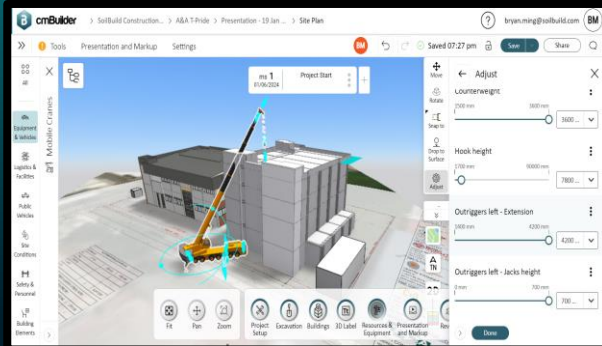 cmBuilder > SoilBuild Construction... > A&A T-Pride > Presentation - 19 Jan ... > Site Plan
? bryan.ming@soilbuild.com BM
Tools Presentation and Markup Settings BM Saved 07:27 pm Save Share
All
Equipment & Vehicles
Logistics & Facilities
Public Vehicles
Site Conditions
Safety & Personnel
Building Elements
Mobile Cranes
ms 1
01/06/2024
Project Start
Move
Rotate
Snap to
Drop to Surface
Adjust
TN
2D
Adjust
Counterweight
3600 mm
3600 ...
Hook height
90000 mm
7800 ...
Outriggers left - Extension
4200 mm
4200 ...
Outriggers left - Jacks height
0 mm 700 mm
700 ...
Done
Fit
Pan
Zoom
Project Setup
Excavation
Buildings
3D Label
Resources & Equipment
Presentation and Markup